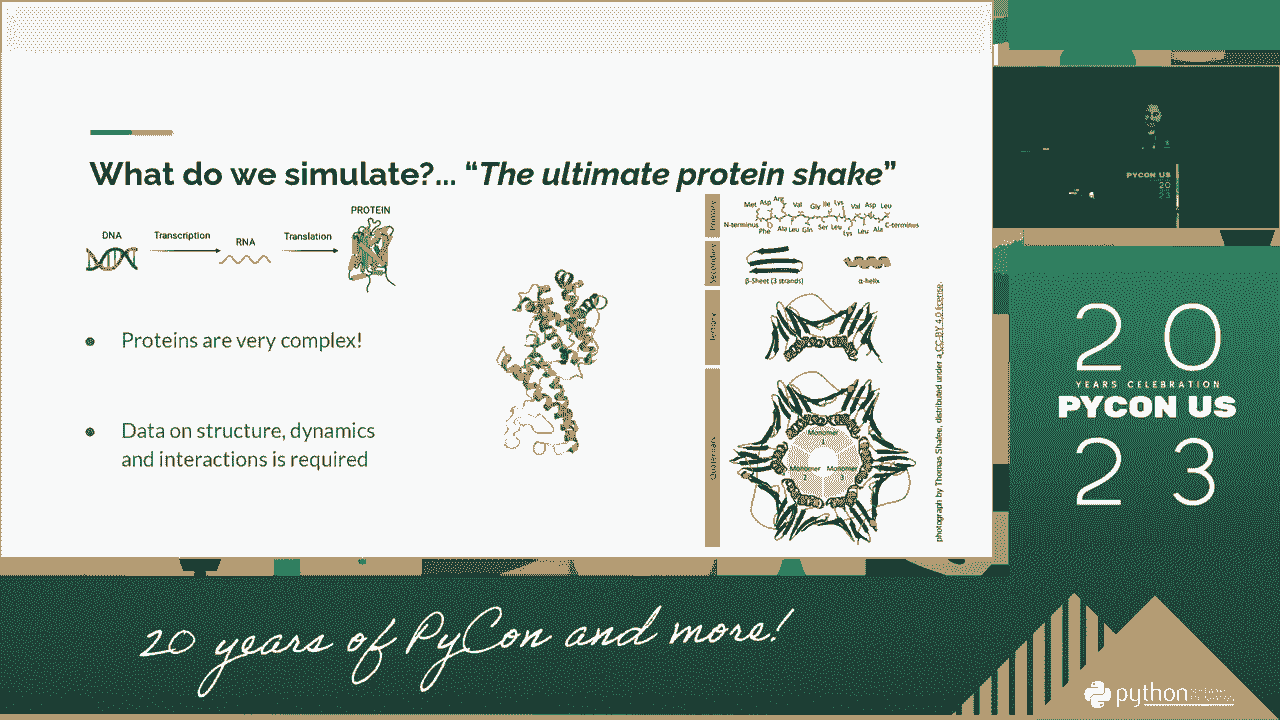 What do we simulate?... “The ultimate protein shake”
DNA
Transcription
RNA
Translation
PROTEIN
• Proteins are very complex!
• Data on structure, dynamics
and interactions is required
Primary
Met Asp Arg Val Gly Ile Lys Val Asp Leu
N-terminus C-terminus
Phe Ala Leu Gln Ser Leu Lys Leu Ala
Secondary
β-Sheet (3 strands)
α-helix
Tertiary
Quaternary
Monomer
1
Monomer
2
Monomer
3
photograph by Thomas Shafee, distributed under a CC-BY 4.0 license.
PYCON US
20
23
20
YEARS CELEBRATION
PYCON US
23
20 years of PyCon and more!
python